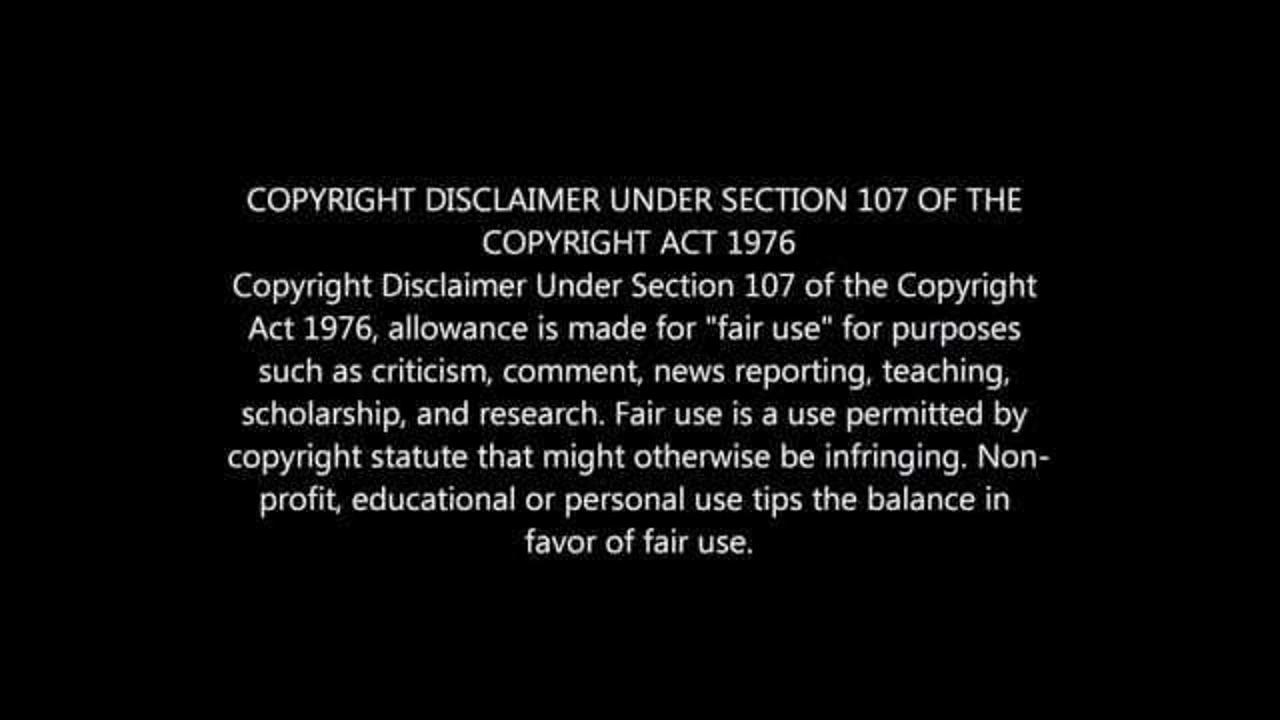 COPYRIGHT DISCLAIMER UNDER SECTION 107 OF THE
COPYRIGHT ACT 1976
Copyright Disclaimer Under Section 107 of the Copyright
Act 1976, allowance is made for "fair use" for purposes
such as criticism, comment, news reporting, teaching,
scholarship, and research. Fair use is a use permitted by
copyright statute that might otherwise be infringing. Non-
profit, educational or personal use tips the balance in
favor of fair use.